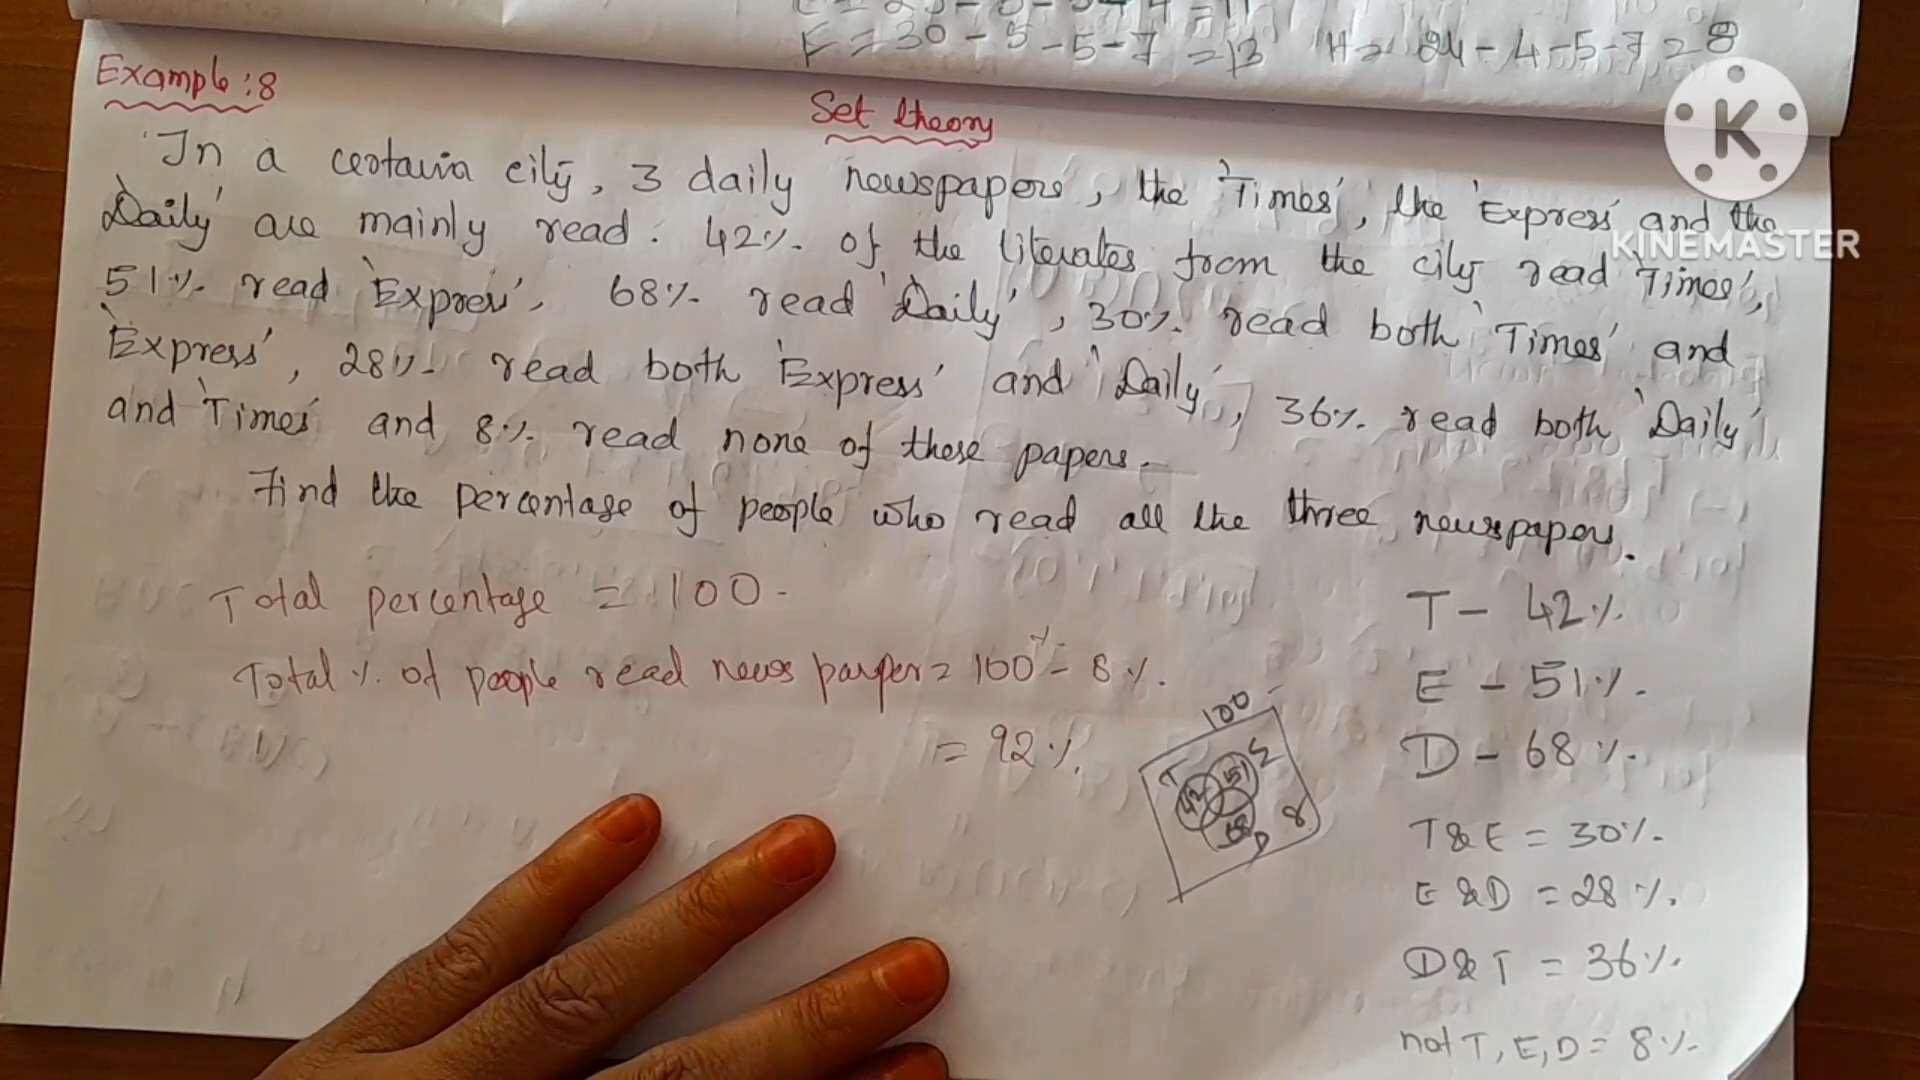 F = 30 - 5 - 5 - 7 = 13 H = 24 - 4 - 5 - 7 = 8
Example: 8
Set theory
K
KINEMASTER
In a certain city, 3 daily newspapers, the 'Times', the 'Express' and the
'Daily' are mainly read. 42% of the literates from the city read 'Times',
51% read 'Express', 68% read 'Daily', 30% read both 'Times' and
'Express', 28% read both 'Express' and 'Daily', 36% read both 'Daily'
and 'Times' and 8% read none of these papers.
Find the percentage of people who read all the three newspapers.
Total percentage = 100.
Total % of people read news parper = 100% - 8%.
= 92%.
100
T 42 51 E
68 D 8
T - 42%.
E - 51%.
D - 68%.
T & E = 30%.
E & D = 28%.
D & T = 36%.
not T, E, D = 8%.